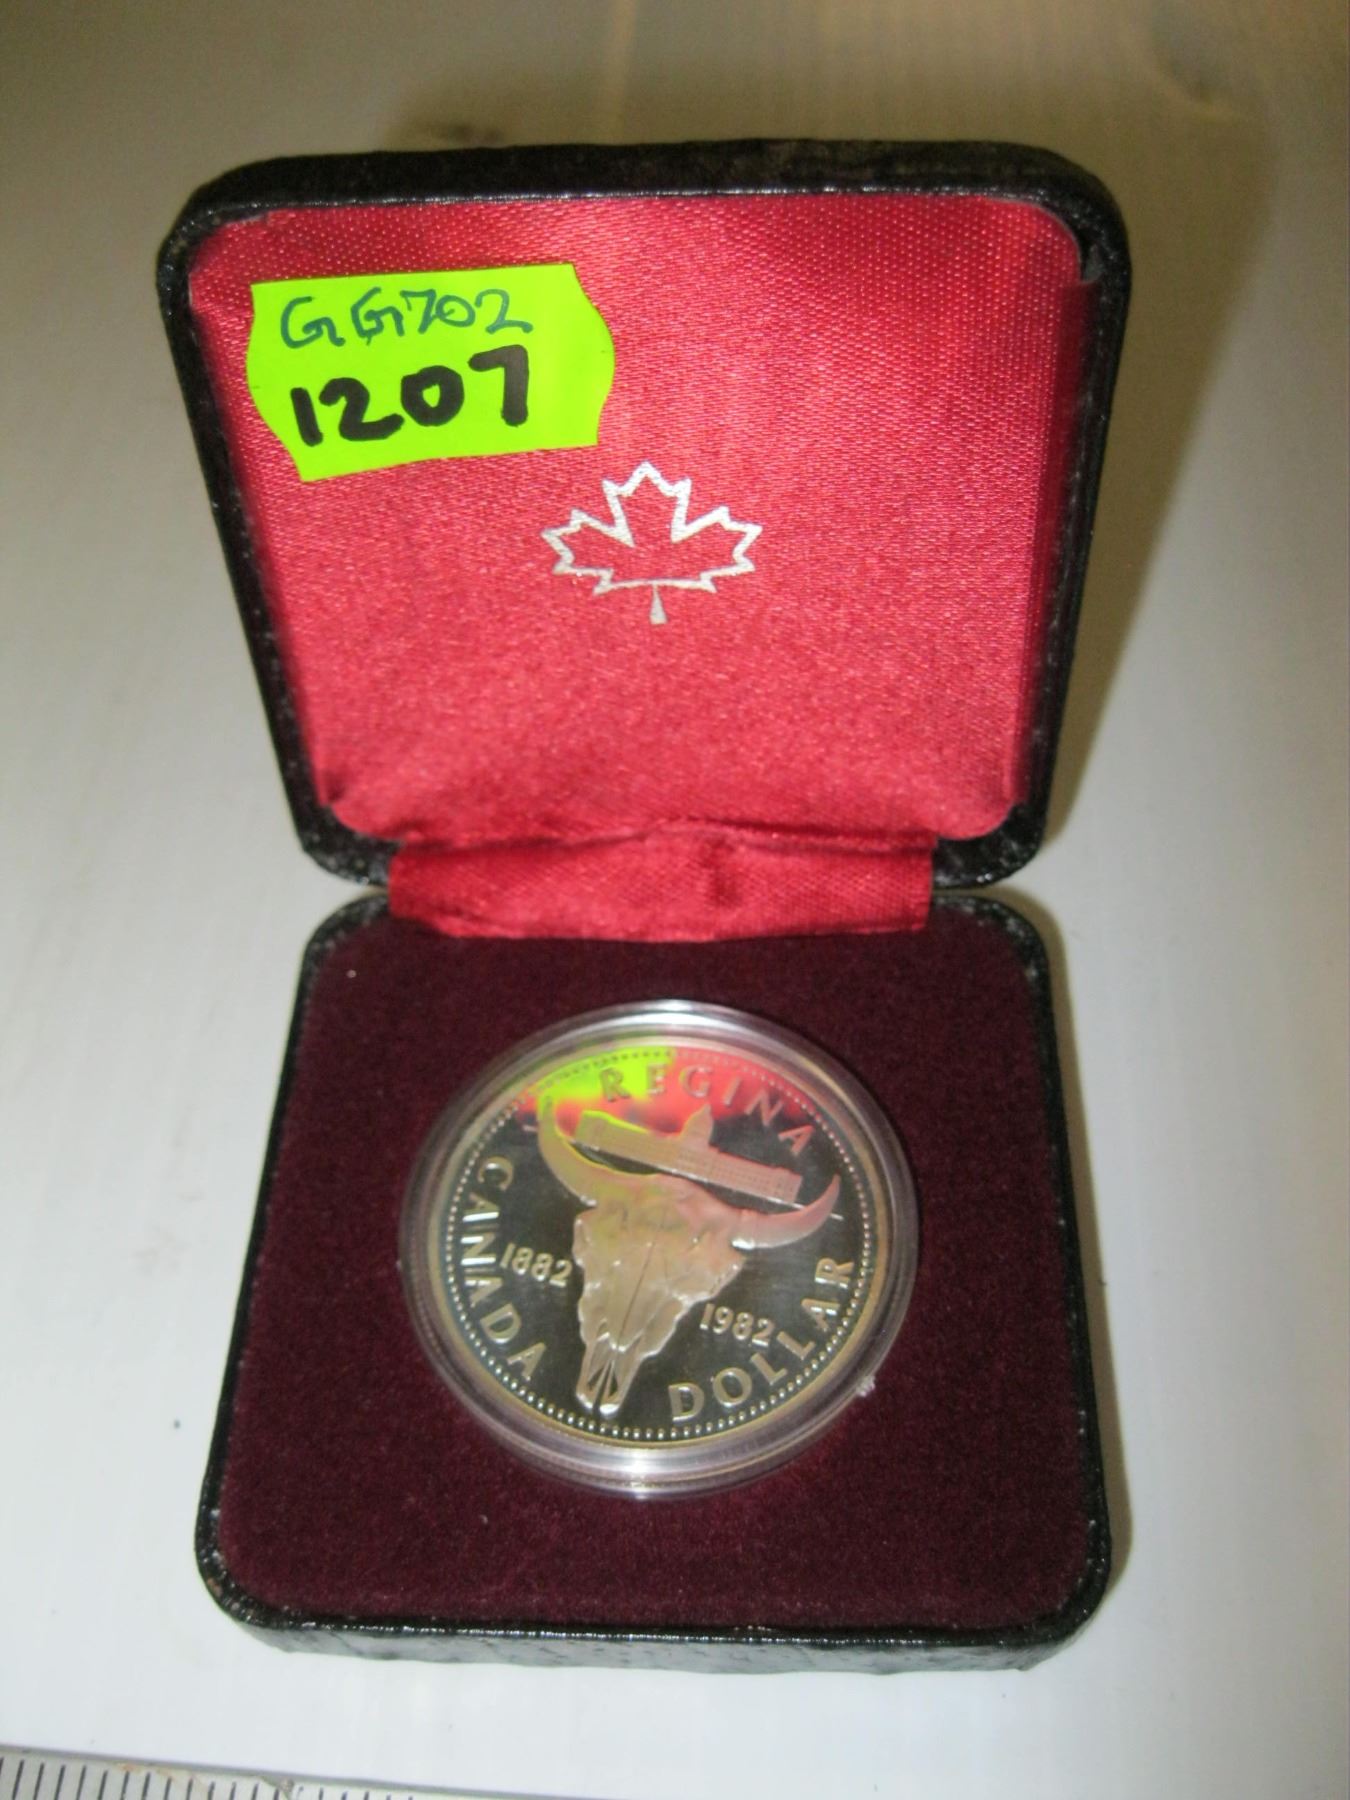 GG702
1207
REGINA
CANADA
1882
1982
DOLLAR